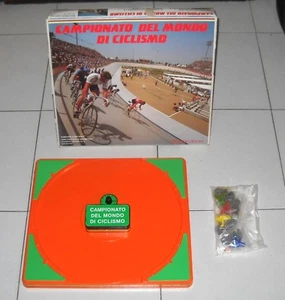 CAMPIONATO DEL MONDO
DI CICLISMO
CAMPIONATO
DEL MONDO
DI CICLISMO